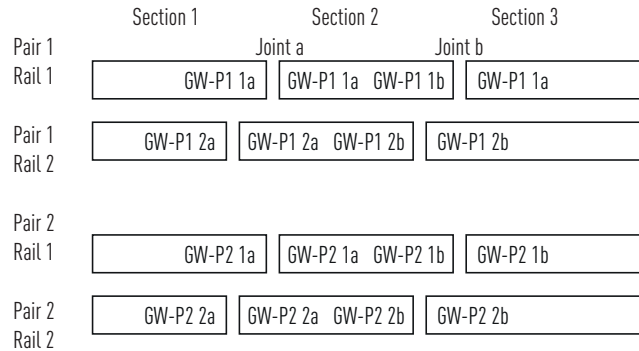 Section 1 Section 2 Section 3
Pair 1 Joint a Joint b
Rail 1 GW-P1 1a GW-P1 1a GW-P1 1b GW-P1 1a
Pair 1
Rail 2 GW-P1 2a GW-P1 2a GW-P1 2b GW-P1 2b
Pair 2
Rail 1 GW-P2 1a GW-P2 1a GW-P2 1b GW-P2 1b
Pair 2
Rail 2 GW-P2 2a GW-P2 2a GW-P2 2b GW-P2 2b